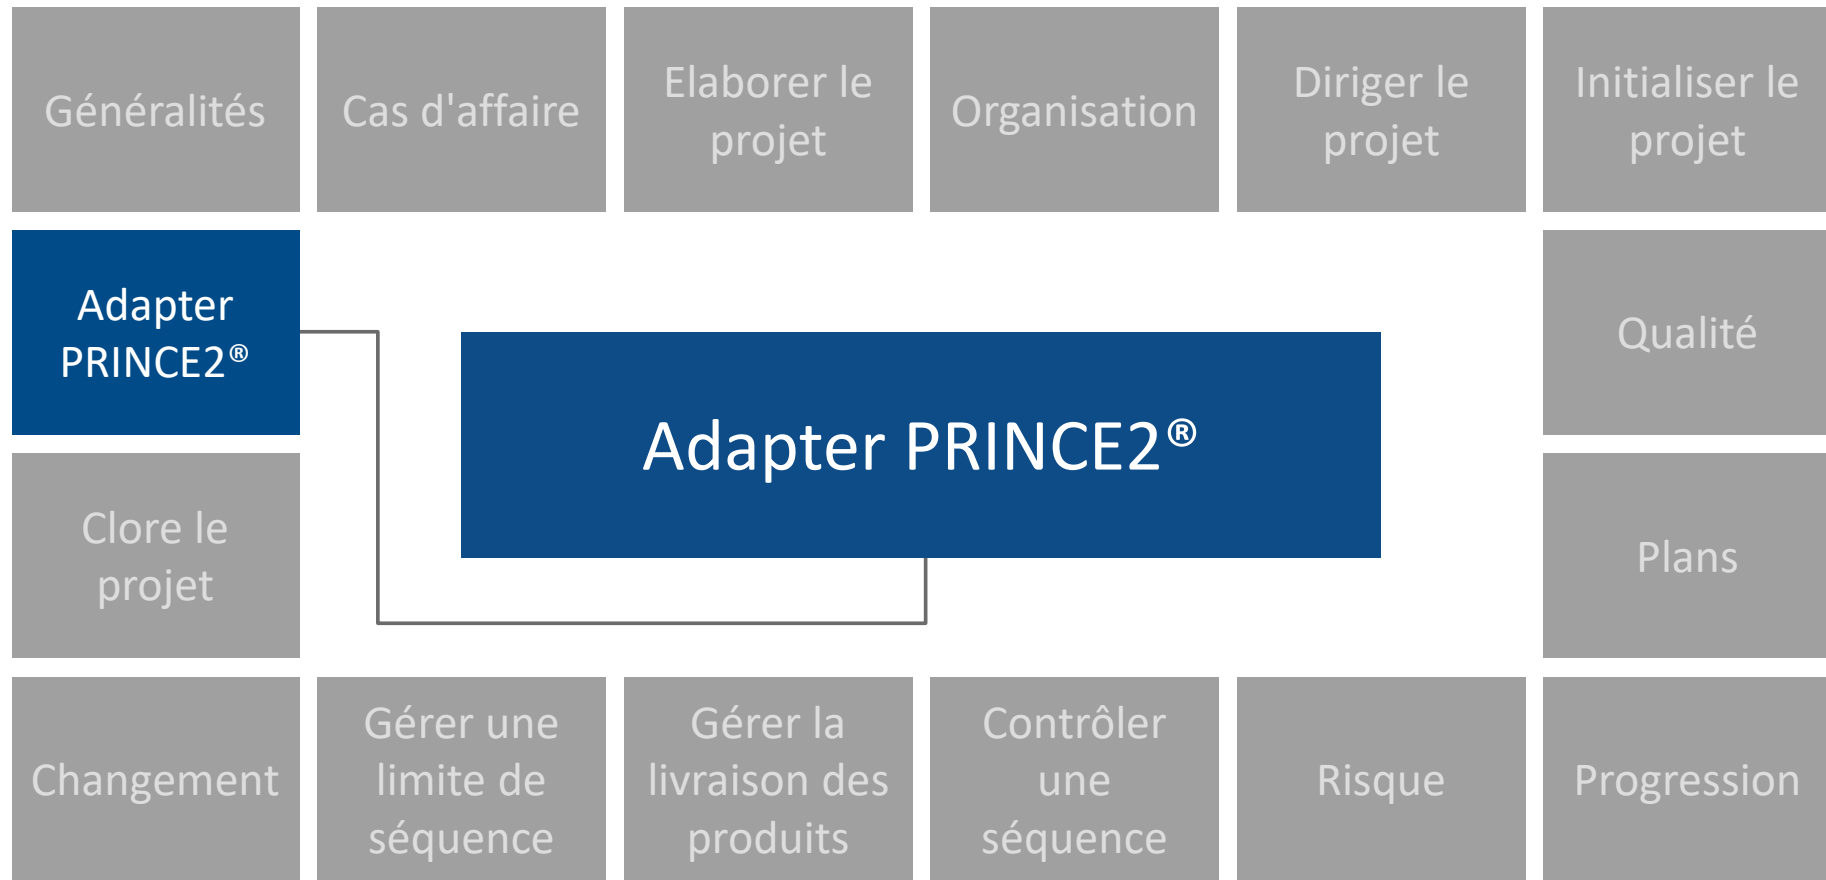 Généralités
Cas d'affaire
Elaborer le
projet
Organisation
Diriger le
projet
Initialiser le
projet
Adapter
PRINCE2®
Adapter PRINCE2®
Qualité
Clore le
projet
Plans
Changement
Gérer une
limite de
séquence
Gérer la
livraison des
produits
Contrôler
une
séquence
Risque
Progression